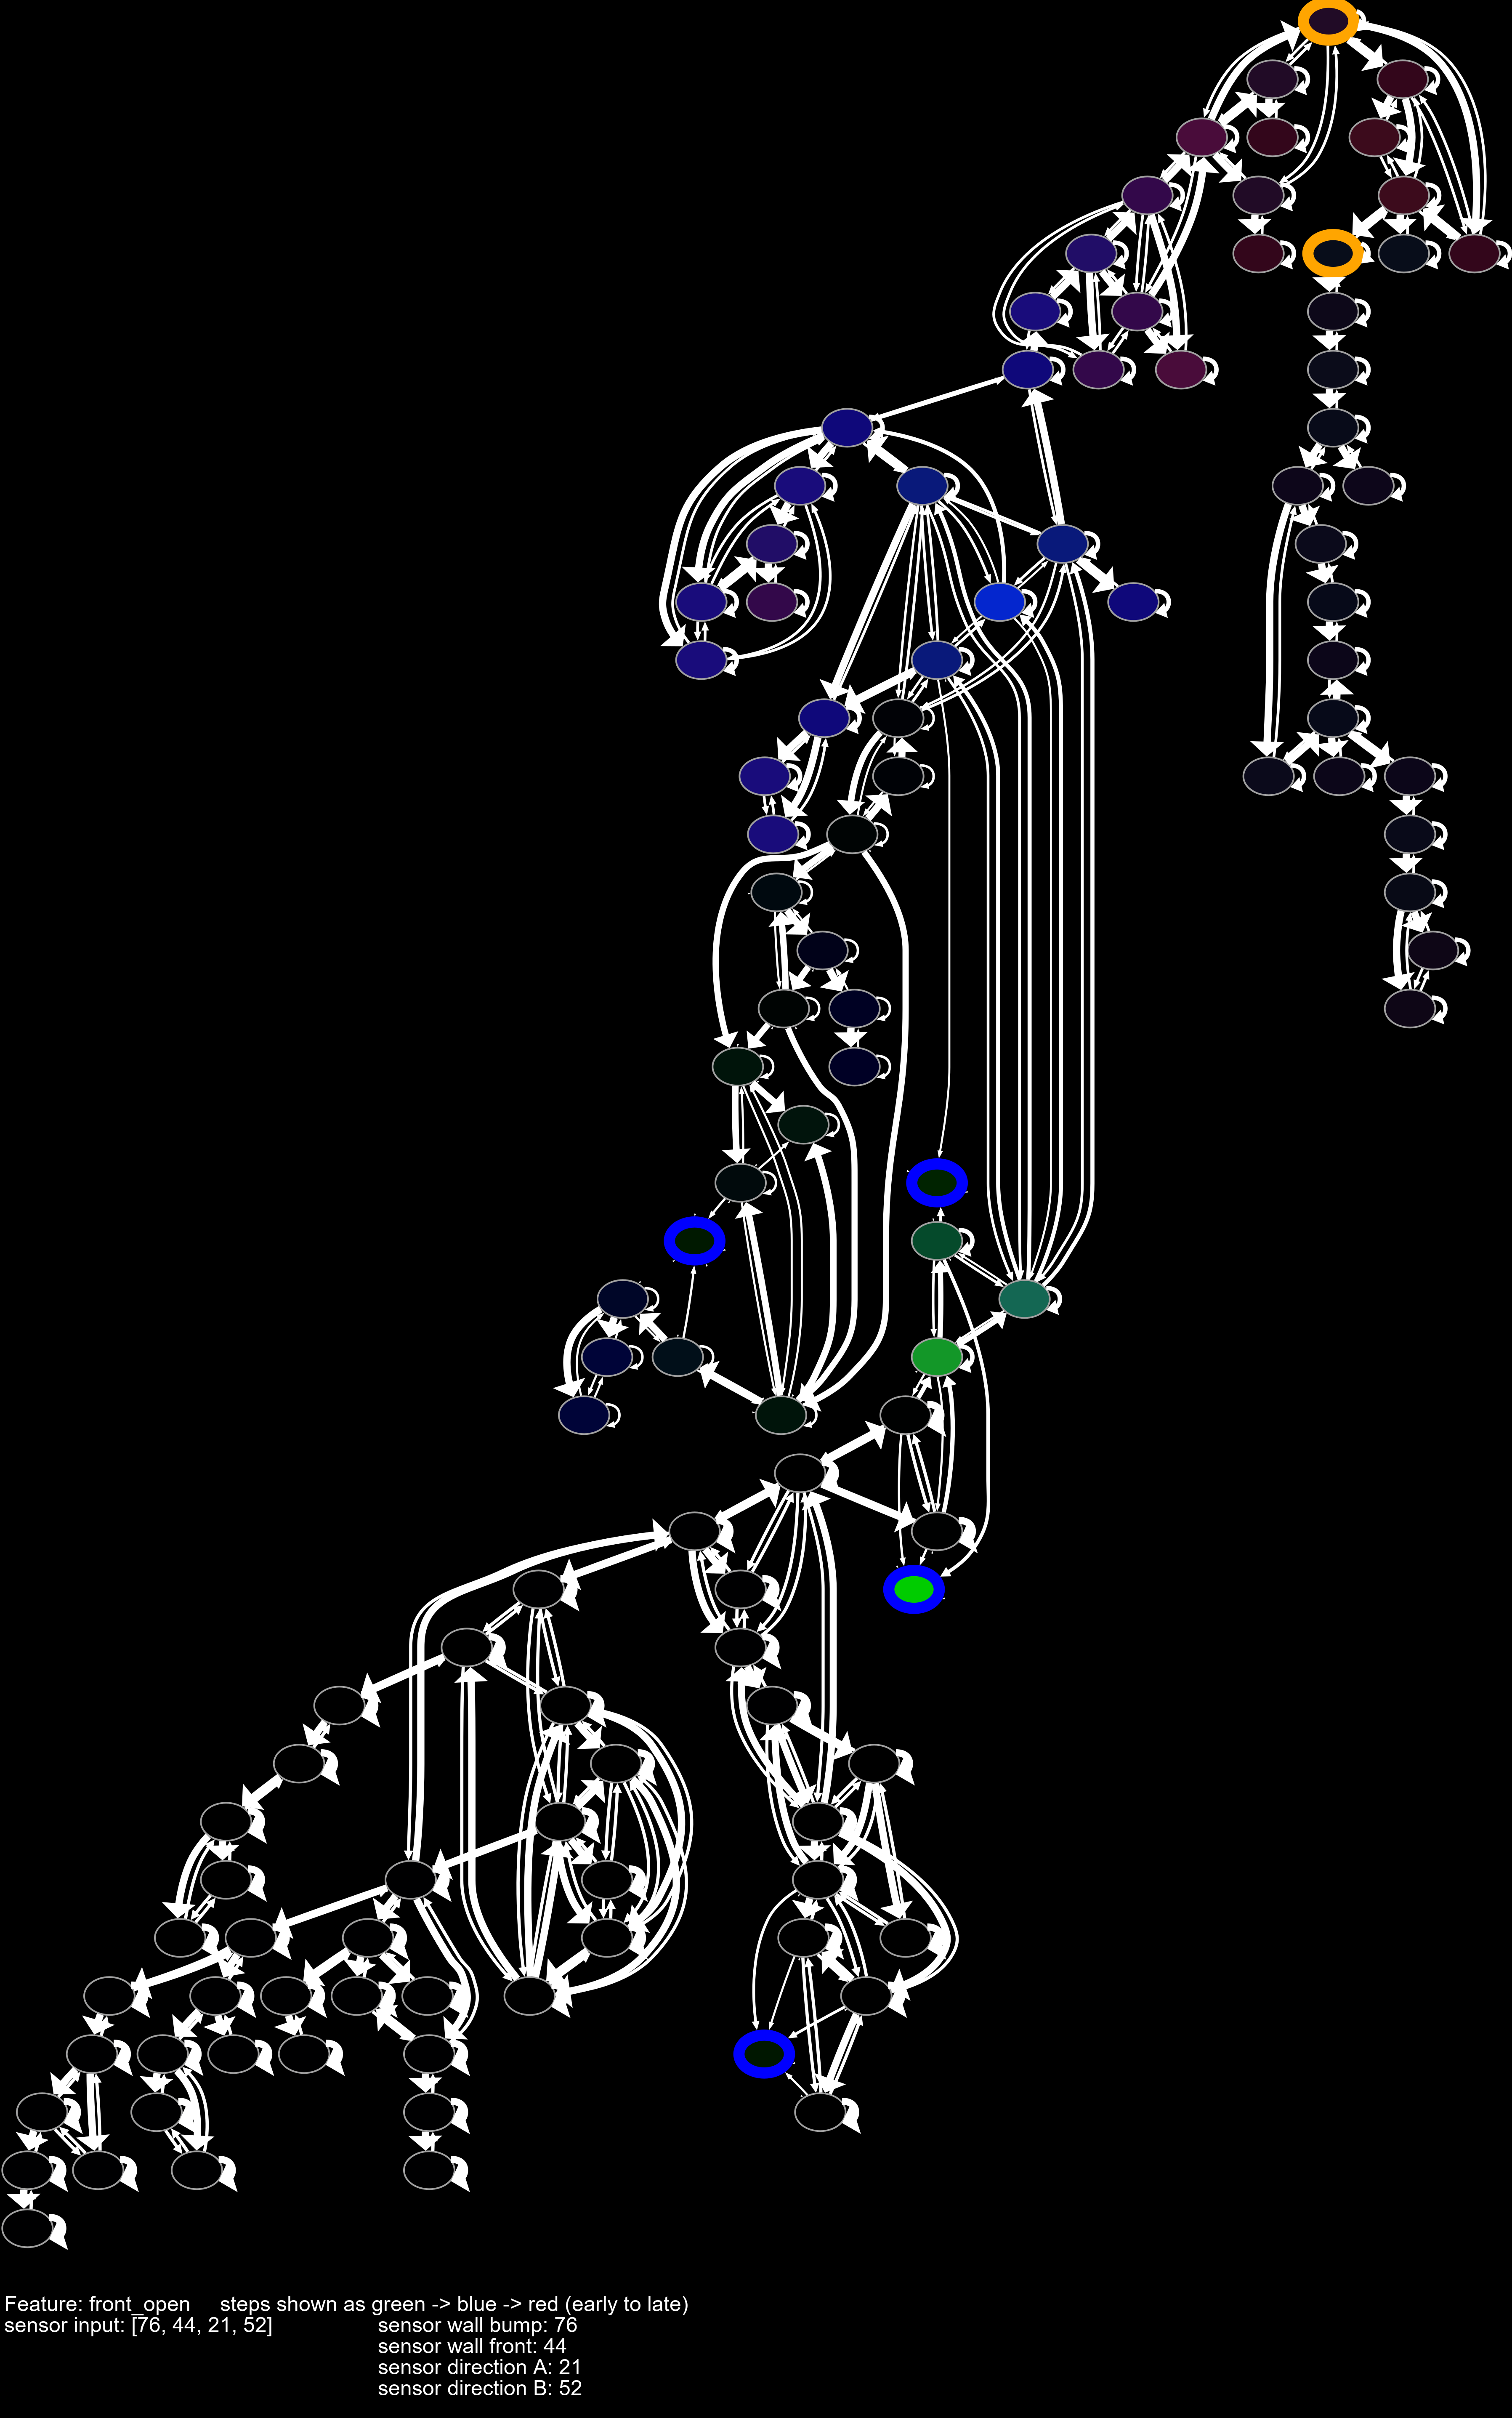 Feature: front_open     steps shown as green -> blue -> red (early to late)
sensor input: [76, 44, 21, 52]     sensor wall bump: 76
sensor wall front: 44
sensor direction A: 21
sensor direction B: 52